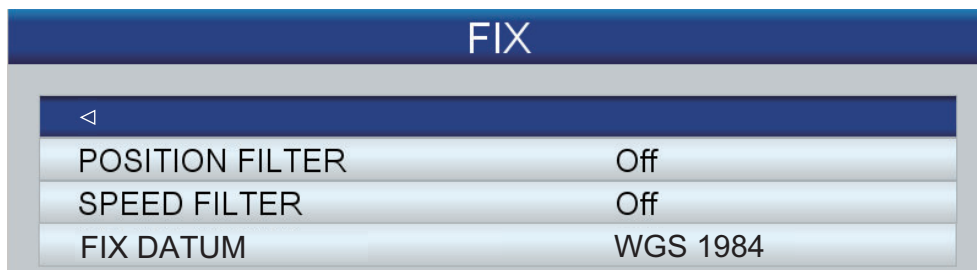 FIX
◁
POSITION FILTER Off
SPEED FILTER Off
FIX DATUM WGS 1984